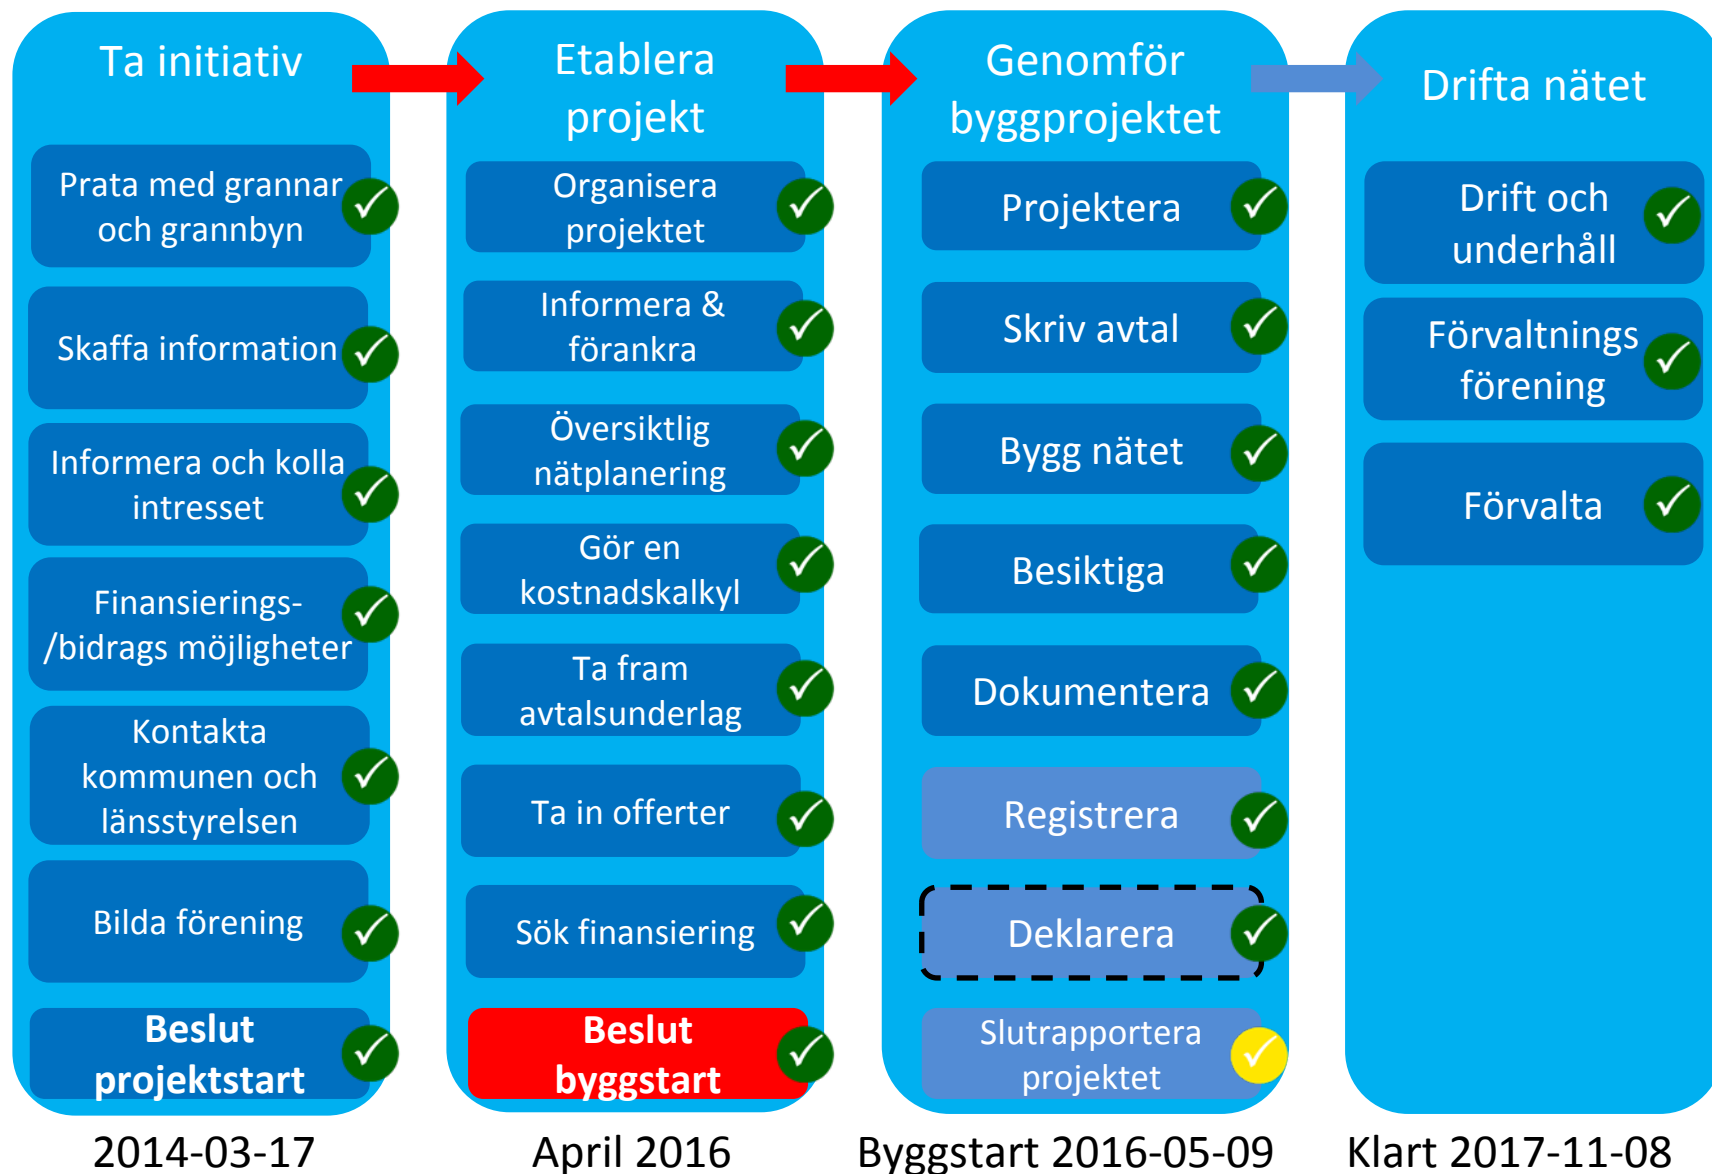 Ta initiativ
Prata med grannar
och grannbyn
Skaffa information
Informera och kolla
intresset
Finansierings-
/bidrags möjligheter
Kontakta
kommunen och
länsstyrelsen
Bilda förening
Beslut
projektstart
2014-03-17
Etablera
projekt
Organisera
projektet
Informera &
förankra
Översiktlig
nätplanering
Gör en
kostnadskalkyl
Ta fram
avtalsunderlag
Ta in offerter
Sök finansiering
Beslut
byggstart
April 2016
Genomför
byggprojektet
Projektera
Skriv avtal
Bygg nätet
Besiktiga
Dokumentera
Registrera
Deklarera
Slutrapportera
projektet
Byggstart 2016-05-09
Drifta nätet
Drift och
underhåll
Förvaltnings
förening
Förvalta
Klart 2017-11-08